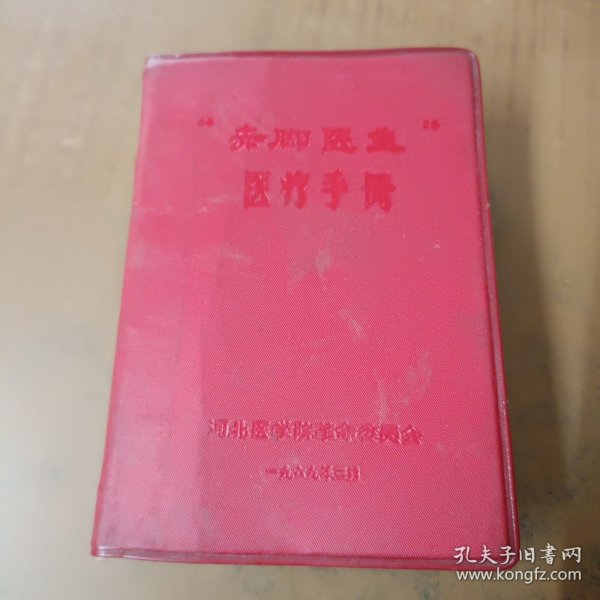 “赤脚医生”
医疗手册
河北医学院革命委员会
一九六九年三月
孔夫子旧书网
www.kongfz.com